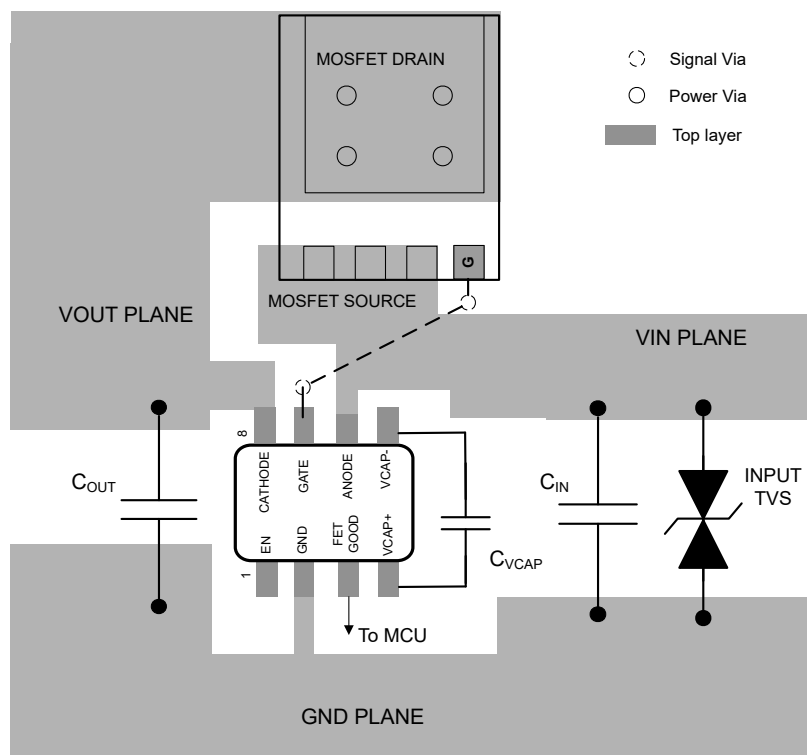 MOSFET DRAIN
Signal Via
Power Via
Top layer
G
MOSFET SOURCE
VOUT PLANE
VIN PLANE
8
CATHODE
GATE
ANODE
VCAP-
EN
GND
FET
GOOD
VCAP+
1
COUT
CVCAP
CIN
INPUT
TVS
To MCU
GND PLANE